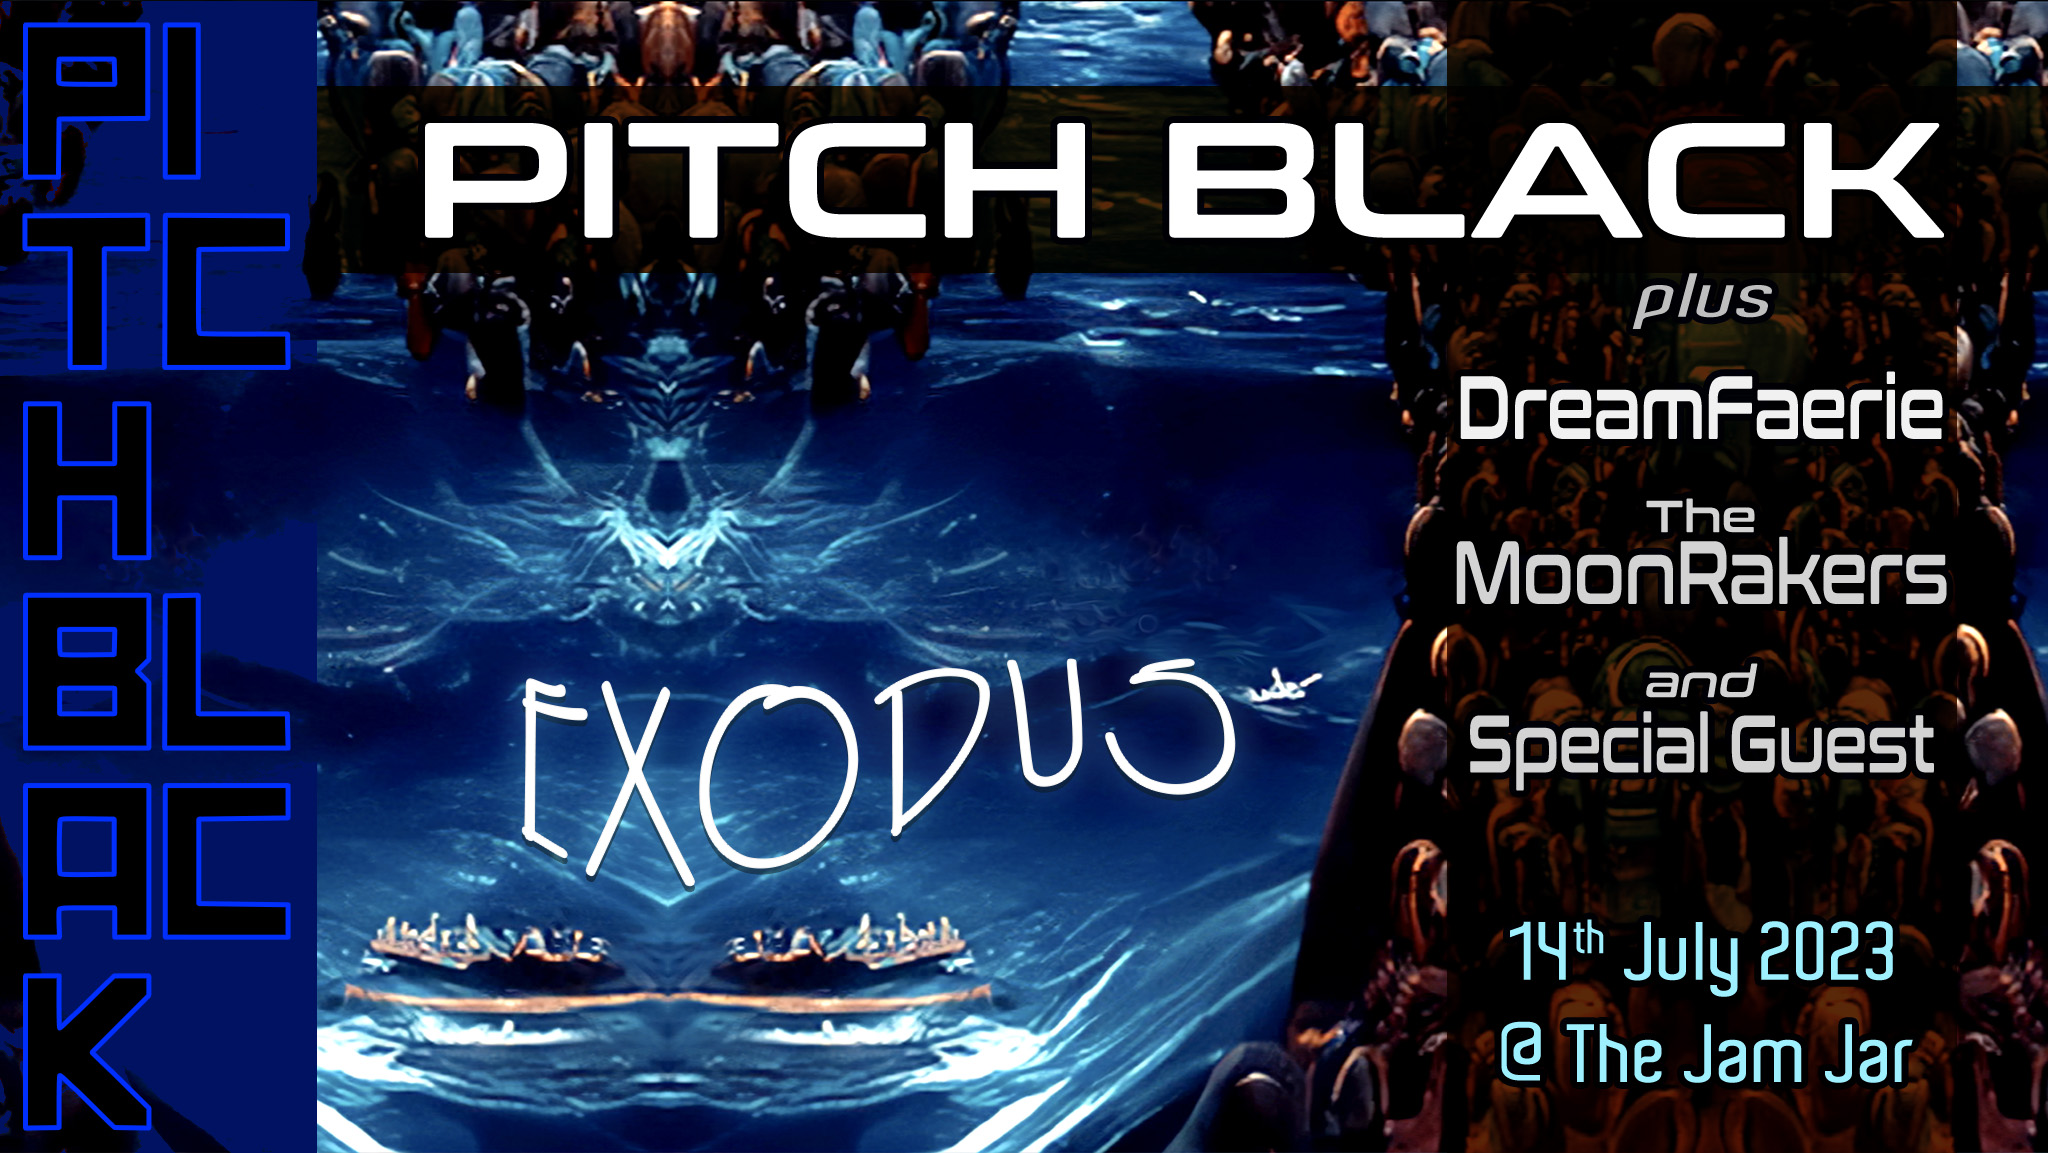 PI
TC
H
BL
AC
K
PITCH BLACK
plus
DreamFaerie
The
MoonRakers
and
Special Guest
EXODUS
14th July 2023
@ The Jam Jar